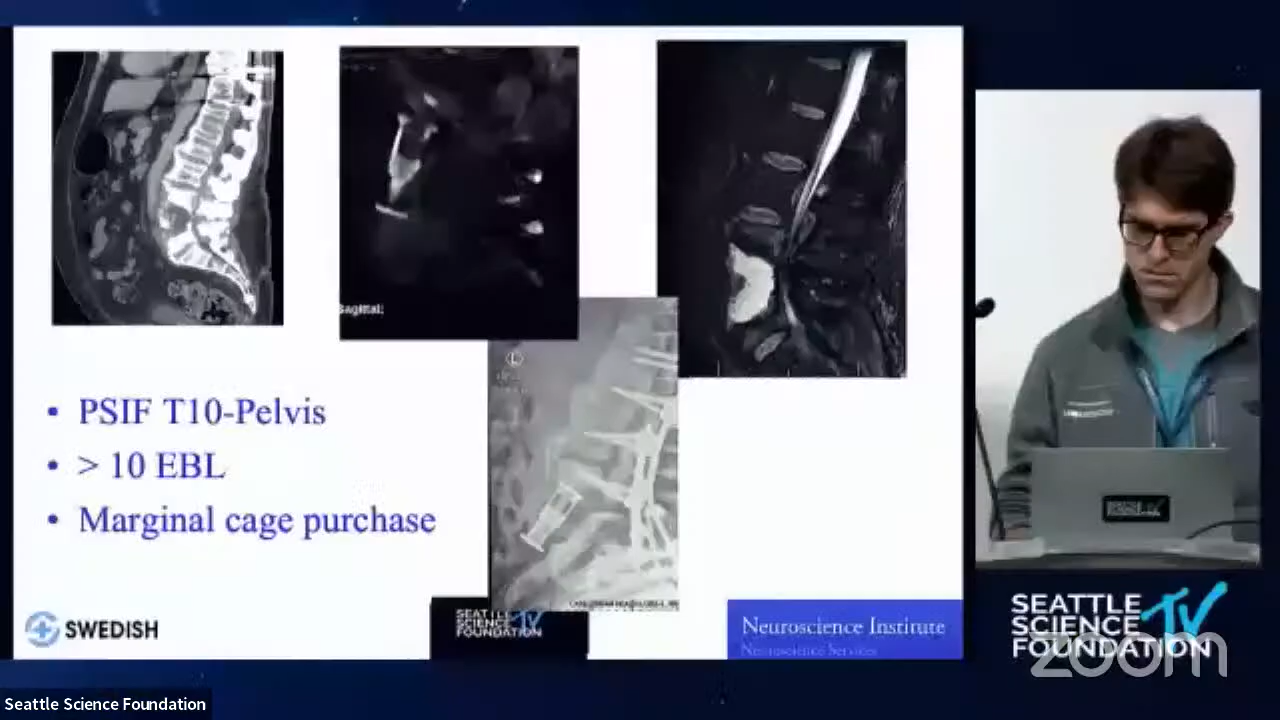 Sagittal:
L
• PSIF T10-Pelvis
• > 10 EBL
• Marginal cage purchase
SWEDISH
SEATTLE
SCIENCE TV
FOUNDATION
Neuroscience Institute
Neuroscience Services
SEATTLE
SCIENCE TV
FOUNDATION
zoom
Seattle Science Foundation